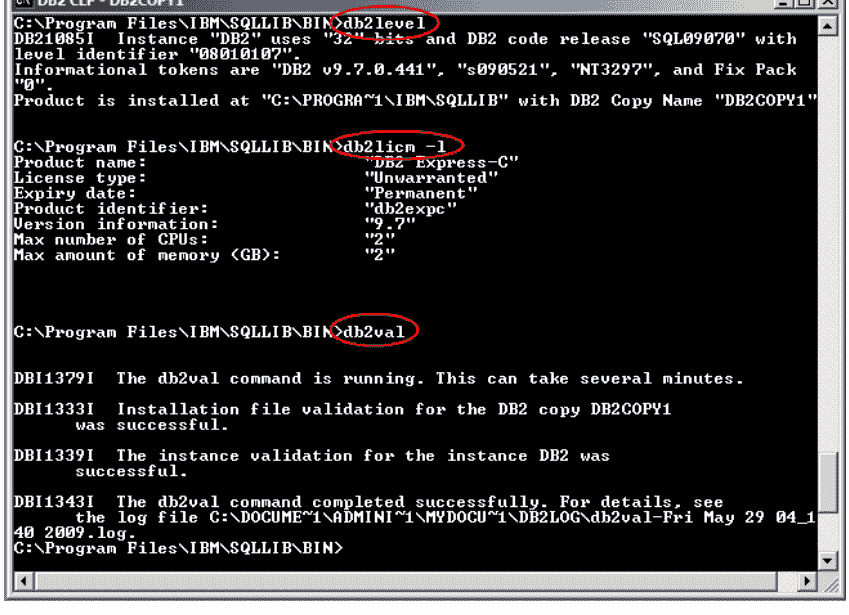 DB2 CLP - DB2COPY1
C:\Program Files\IBM\SQLLIB\BIN>db2level
DB21085I  Instance "DB2" uses "32" bits and DB2 code release "SQL09070" with
level identifier "08010107".
Informational tokens are "DB2 v9.7.0.441", "s090521", "NT3297", and Fix Pack
"0".
Product is installed at "C:\PROGRA~1\IBM\SQLLIB" with DB2 Copy Name "DB2COPY1"
C:\Program Files\IBM\SQLLIB\BIN>db2licm -l
Product name:                     "DB2 Express-C"
License type:                     "Unwarranted"
Expiry date:                      "Permanent"
Product identifier:               "db2expc"
Version information:              "9.7"
Max number of CPUs:               "2"
Max amount of memory (GB):        "2"
C:\Program Files\IBM\SQLLIB\BIN>db2val
DBI1379I  The db2val command is running. This can take several minutes.
DBI1333I  Installation file validation for the DB2 copy DB2COPY1
was successful.
DBI1339I  The instance validation for the instance DB2 was
successful.
DBI1343I  The db2val command completed successfully. For details, see
the log file C:\DOCUME~1\ADMINI~1\MYDOCU~1\DB2LOG\db2val-Fri May 29 04_1
40 2009.log.
C:\Program Files\IBM\SQLLIB\BIN>